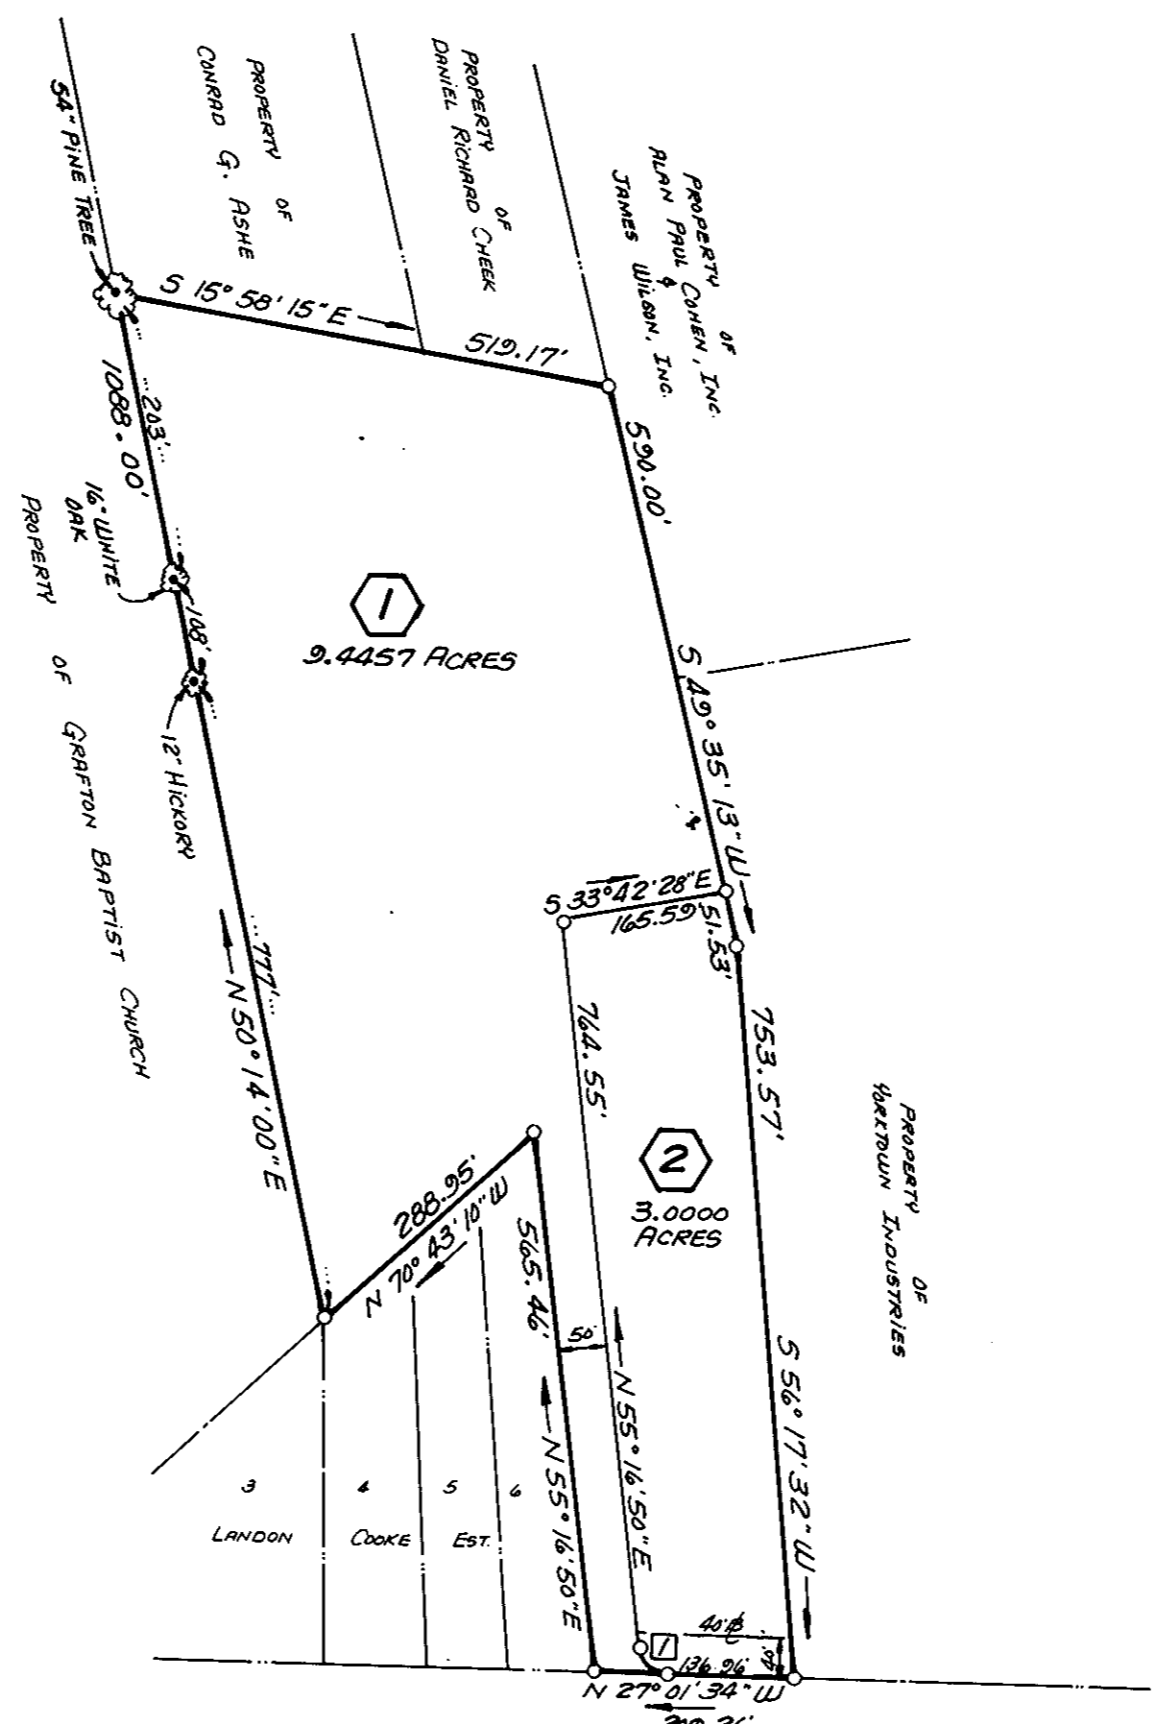 54" PINE TREE
PROPERTY OF
CONRAD G. ASHE
PROPERTY OF
DANIEL RICHARD CHEEK
PROPERTY OF
ALAN PAUL COHEN, INC.
&
JAMES WILSON, INC.
S 15° 58' 15" E
519.17'
1088.00'
203'
590.00'
16" WHITE
OAK
108'
12" HICKORY
PROPERTY OF GRAFTON BAPTIST CHURCH
1
9.4457 ACRES
S 49° 35' 13" W
S 33° 42' 28" E
165.59'
51.53'
777'
N 50° 14' 00" E
764.55'
753.57'
2
3.0000
ACRES
PROPERTY OF
YORKTOWN INDUSTRIES
288.95'
N 70° 43' 10" W
565.46'
50'
N 55° 16' 50" E
N 55° 16' 50" E
S 56° 17' 32" W
3
4
5
6
LANDON COOKE EST.
1
40'
40'
136.96'
N 27° 01' 34" W